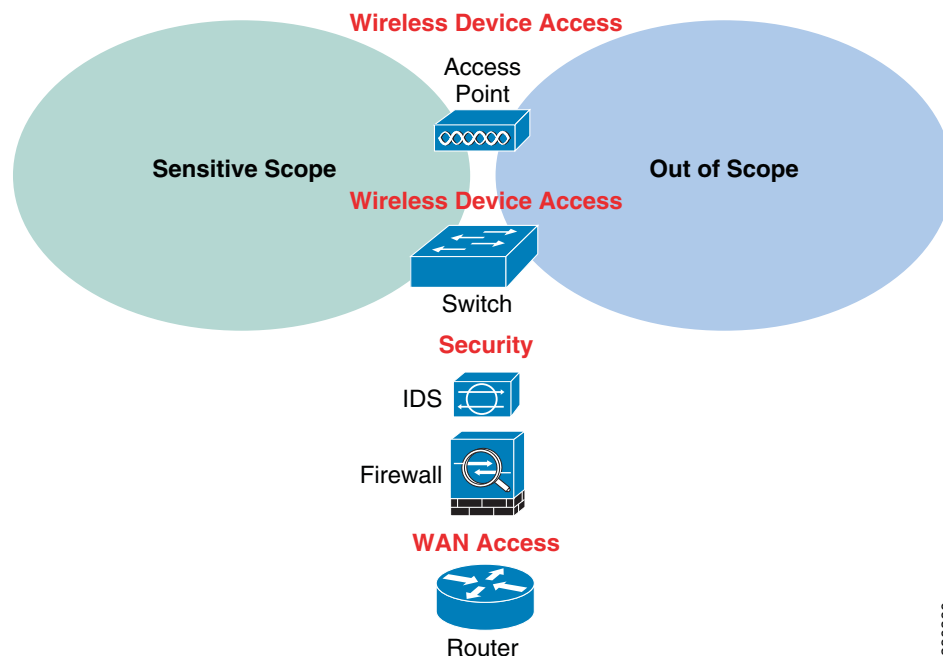 Wireless Device Access
Access
Point
Sensitive Scope
Out of Scope
Wireless Device Access
Switch
Security
IDS
Firewall
WAN Access
Router